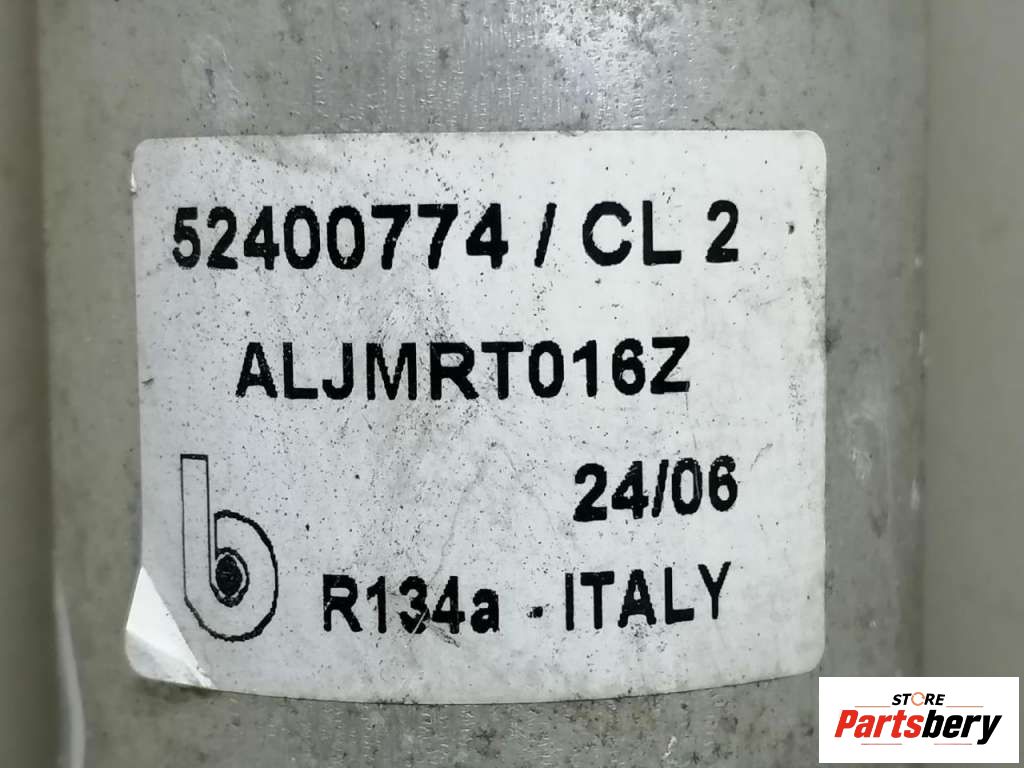 52400774 / CL 2
ALJMRT016Z
24/06
b
R134a - ITALY
STORE
Partsbery